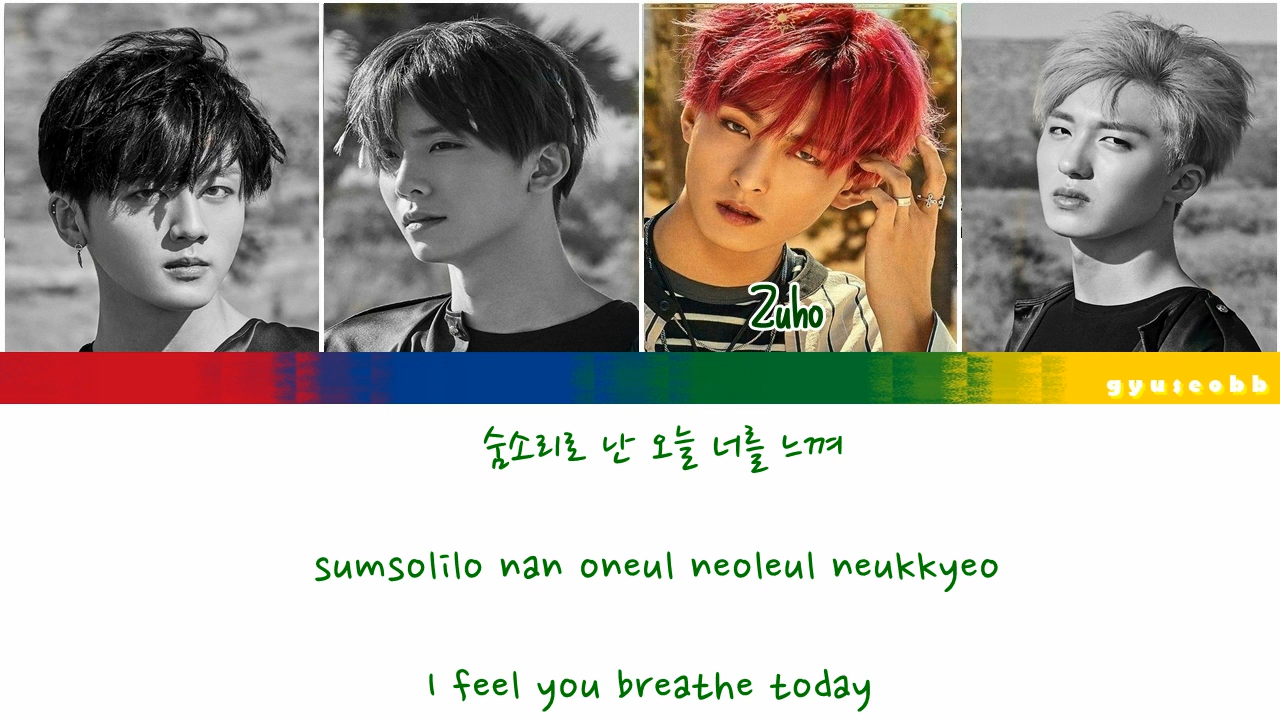 Zuho
gyuseobb
숨소리로 난 오늘 너를 느껴
sumsolilo nan oneul neoleul neukkyeo
I feel you breathe today